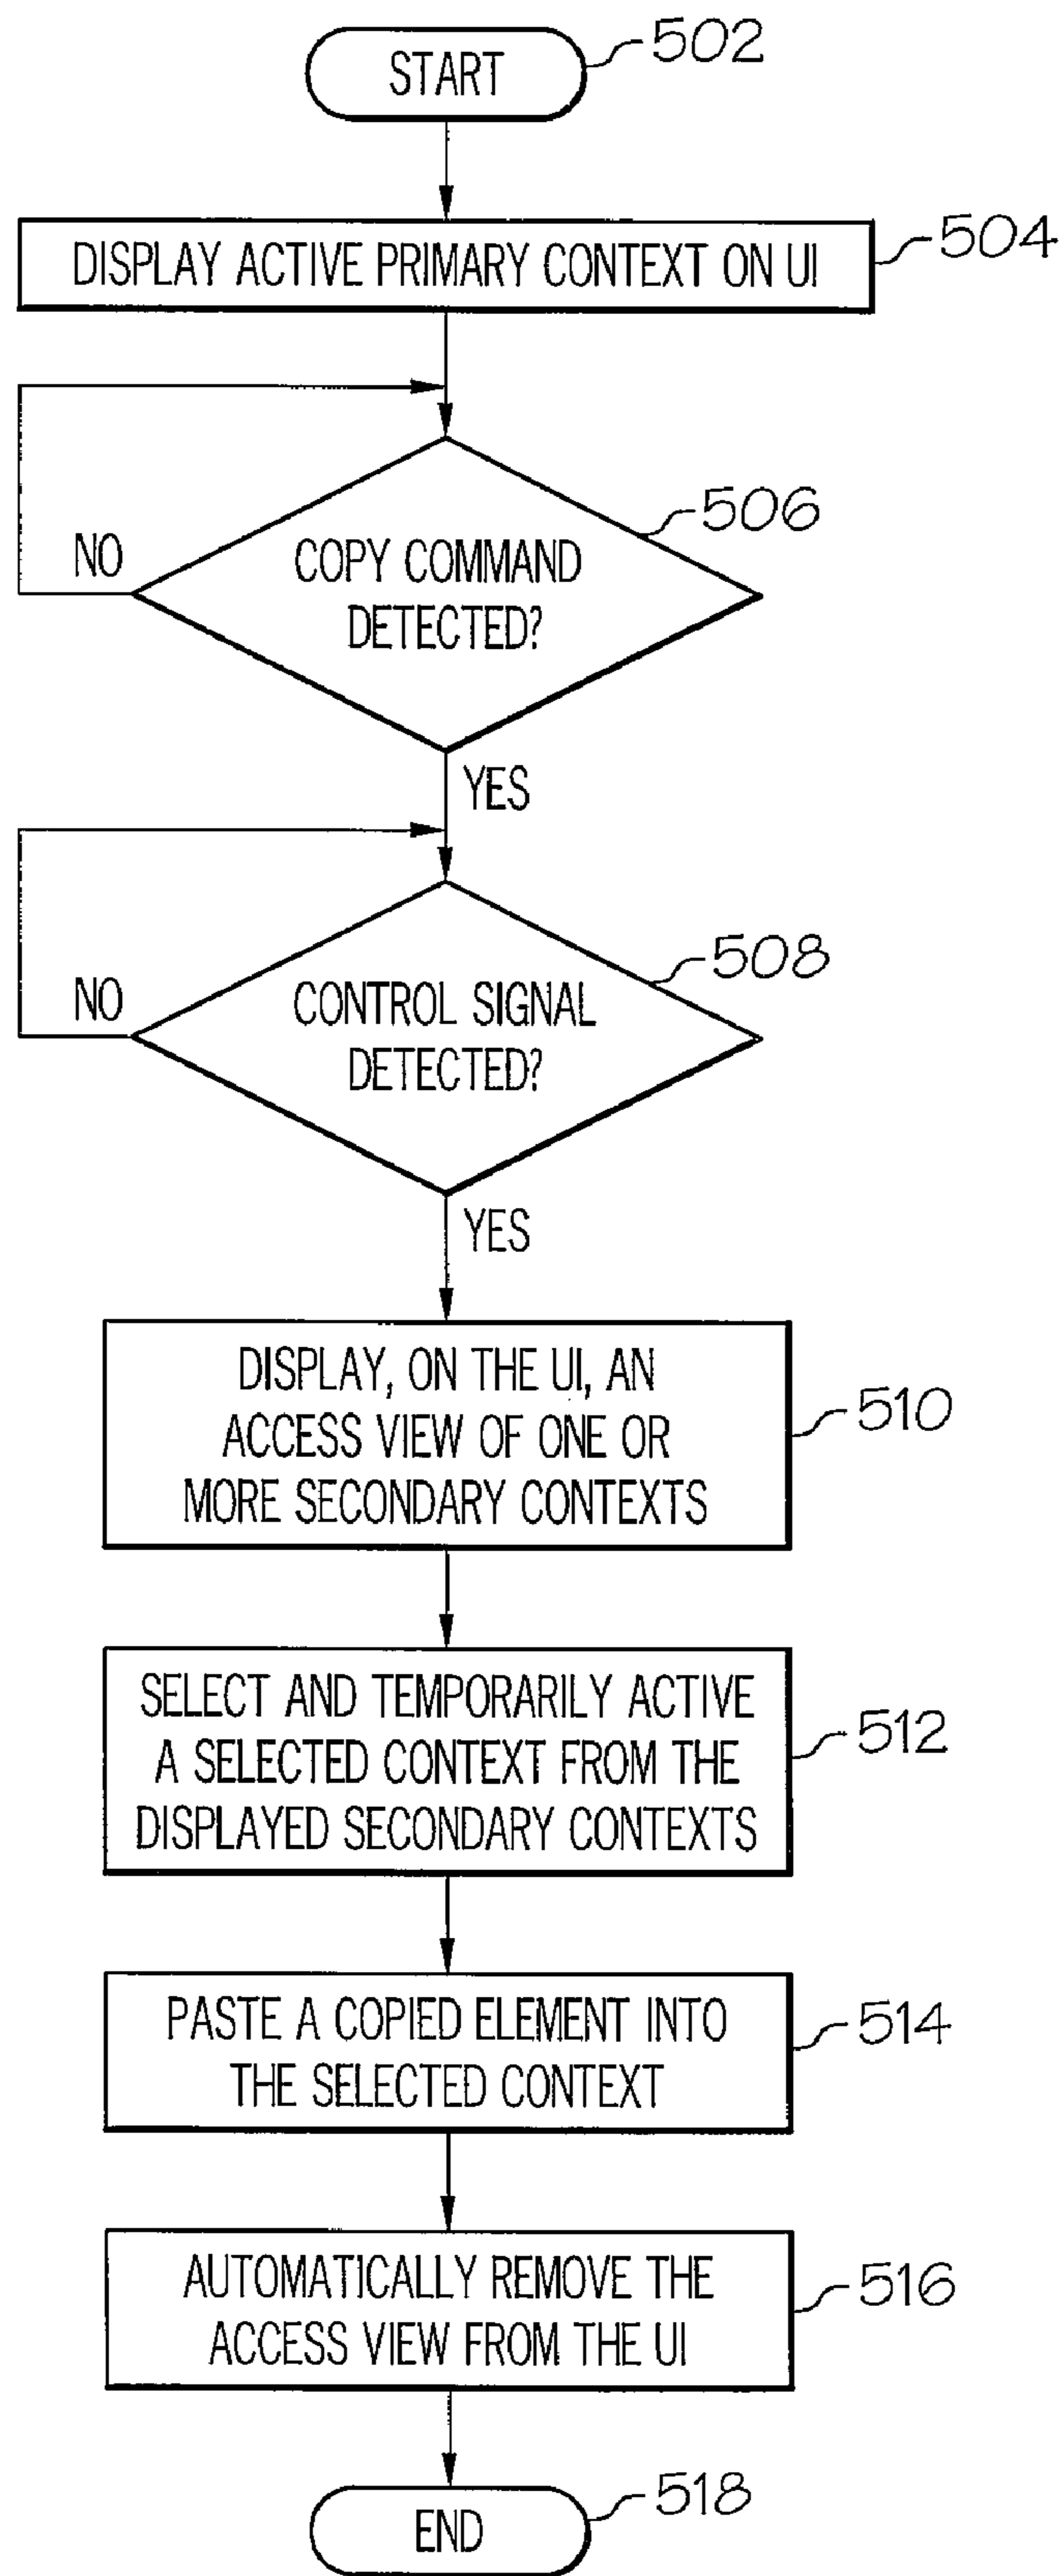 START
502
DISPLAY ACTIVE PRIMARY CONTEXT ON UI
504
NO
COPY COMMAND
DETECTED?
506
YES
NO
CONTROL SIGNAL
DETECTED?
508
YES
DISPLAY, ON THE UI, AN
ACCESS VIEW OF ONE OR
MORE SECONDARY CONTEXTS
510
SELECT AND TEMPORARILY ACTIVE
A SELECTED CONTEXT FROM THE
DISPLAYED SECONDARY CONTEXTS
512
PASTE A COPIED ELEMENT INTO
THE SELECTED CONTEXT
514
AUTOMATICALLY REMOVE THE
ACCESS VIEW FROM THE UI
516
END
518